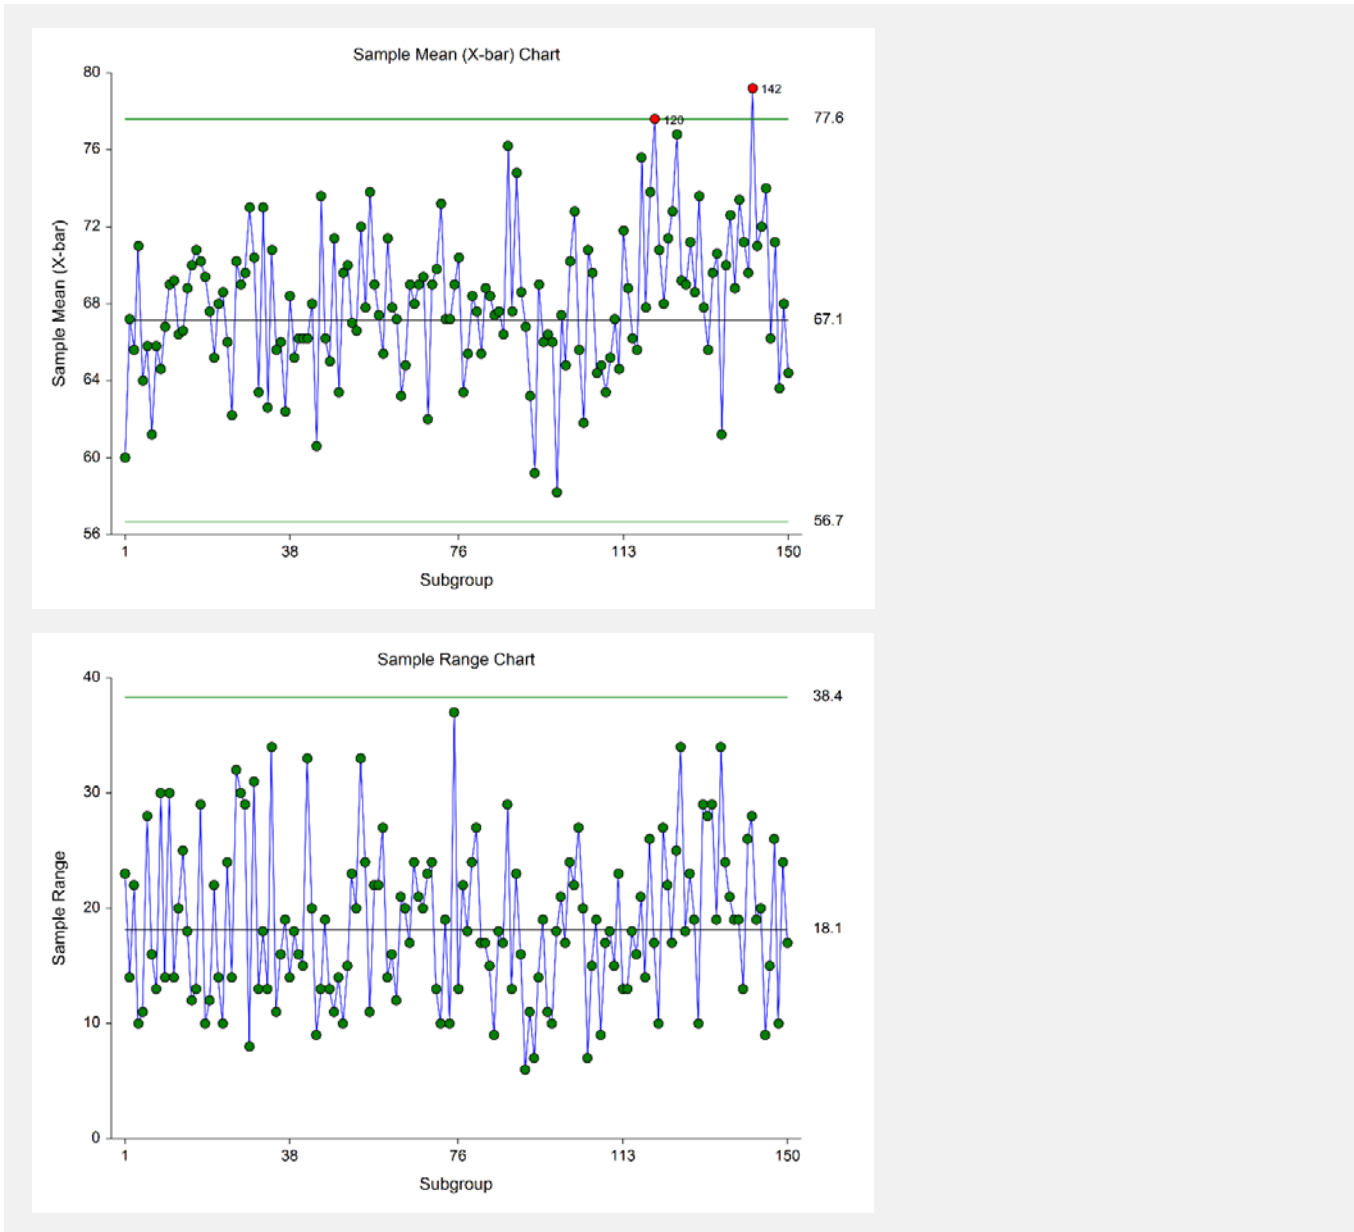 Sample Mean (X-bar) Chart
80
76
72
68
64
60
56
Sample Mean (X-bar)
142
120
77.6
67.1
56.7
1 38 76 113 150
Subgroup
Sample Range Chart
40
30
20
10
0
Sample Range
38.4
18.1
1 38 76 113 150
Subgroup